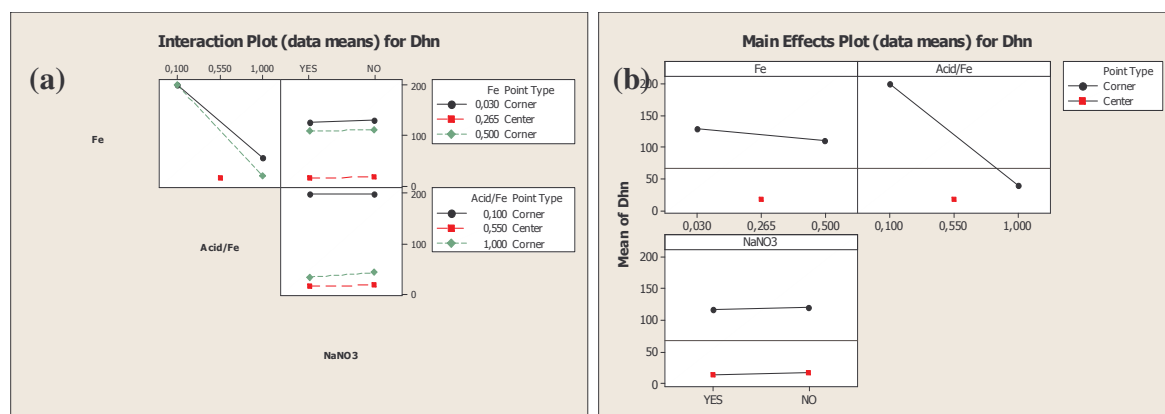 Interaction Plot (data means) for Dhn
(a)
0,100 0,550 1,000 YES NO
Fe
200
100
0
Fe Point Type
0,030 Corner
0,265 Center
0,500 Corner
Acid/Fe
200
100
0
Acid/Fe Point Type
0,100 Corner
0,550 Center
1,000 Corner
NaNO3
Main Effects Plot (data means) for Dhn
(b)
Fe Acid/Fe
Point Type
Corner
Center
Mean of Dhn
200
150
100
50
0
0,030 0,265 0,500 0,100 0,550 1,000
NaNO3
200
150
100
50
0
YES NO